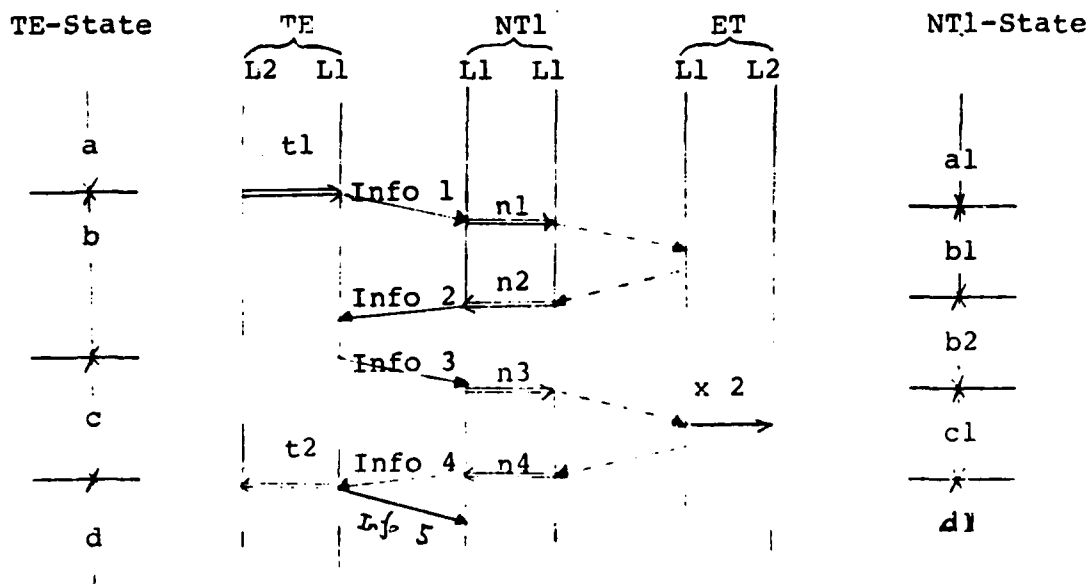 TE-State TE NT1 ET NT1-State
L2 L1 L1 L1 L1 L2
a t1 a1
Info 1 n1
b b1
Info 2 n2
b2
Info 3 n3
x 2
c c1
t2 Info 4 n4
Info 5
d d1